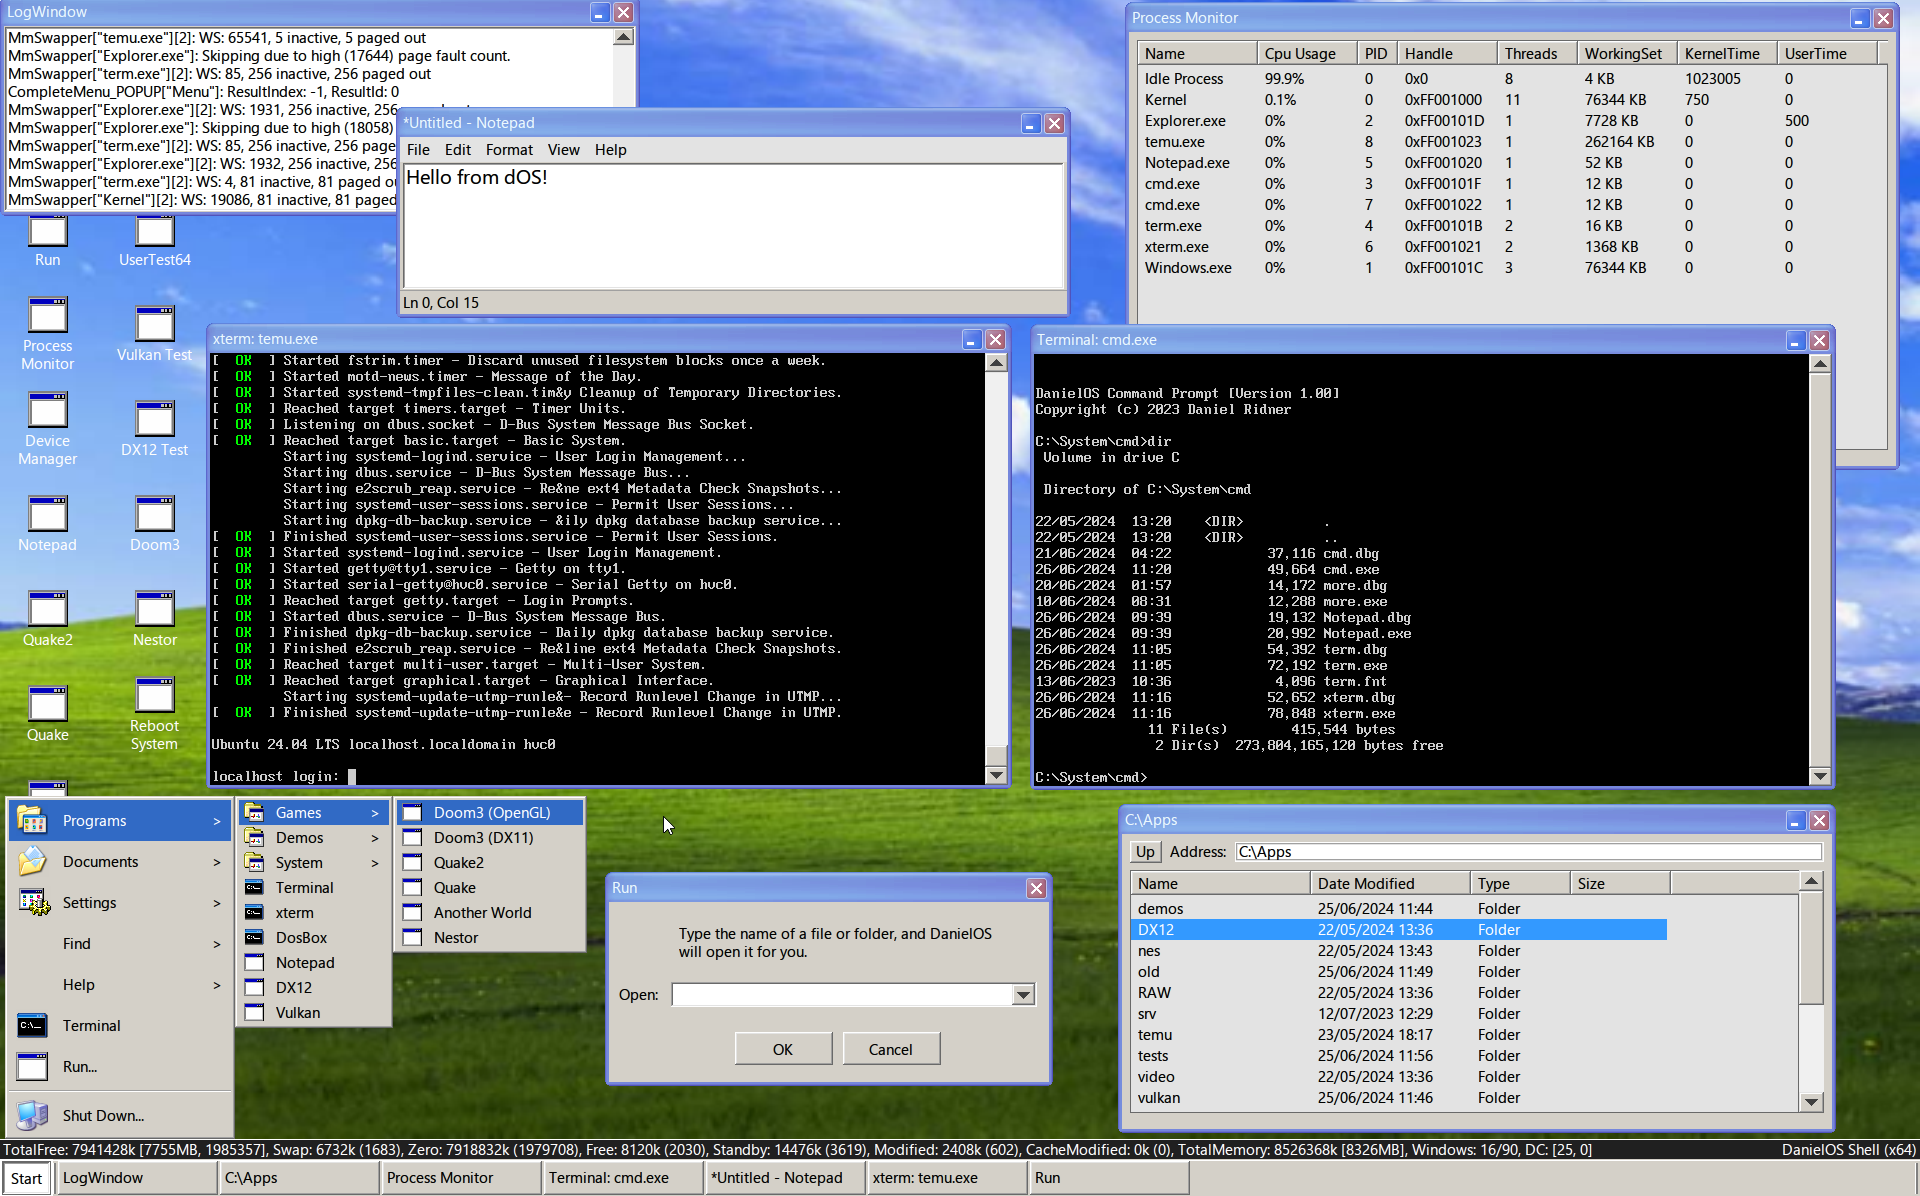 LogWindow
MmSwapper["temu.exe"][2]: WS: 65541, 5 inactive, 5 paged out
MmSwapper["Explorer.exe"]: Skipping due to high (17644) page fault count.
MmSwapper["term.exe"][2]: WS: 85, 256 inactive, 256 paged out
CompleteMenu_POPUP["Menu"]: ResultIndex: -1, ResultId: 0
MmSwapper["Explorer.exe"][2]: WS: 1931, 256 inactive, 256
MmSwapper["Explorer.exe"]: Skipping due to high (18058)
MmSwapper["term.exe"][2]: WS: 85, 256 inactive, 256 page
MmSwapper["Explorer.exe"][2]: WS: 1932, 256 inactive, 256
MmSwapper["term.exe"][2]: WS: 4, 81 inactive, 81 paged ou
MmSwapper["Kernel"][2]: WS: 19086, 81 inactive, 81 paged
*Untitled - Notepad
File Edit Format View Help
Hello from dOS!
Ln 0, Col 15
Process Monitor
Name Cpu Usage PID Handle Threads WorkingSet KernelTime UserTime
Idle Process 99.9% 0 0x0 8 4 KB 1023005 0
Kernel 0.1% 0 0xFF001000 11 76344 KB 750 0
Explorer.exe 0% 2 0xFF00101D 1 7728 KB 0 500
temu.exe 0% 8 0xFF001023 1 262164 KB 0 0
Notepad.exe 0% 5 0xFF001020 1 52 KB 0 0
cmd.exe 0% 3 0xFF00101F 1 12 KB 0 0
cmd.exe 0% 7 0xFF001022 1 12 KB 0 0
term.exe 0% 4 0xFF00101B 2 16 KB 0 0
xterm.exe 0% 6 0xFF001021 2 1368 KB 0 0
Windows.exe 0% 1 0xFF00101C 3 76344 KB 0 0
Run
UserTest64
Process Monitor
Vulkan Test
Device Manager
DX12 Test
Notepad
Doom3
Quake2
Nestor
Quake
Reboot System
xterm: temu.exe
[ OK ] Started fstrim.timer - Discard unused filesystem blocks once a week.
[ OK ] Started motd-news.timer - Message of the Day.
[ OK ] Started systemd-tmpfiles-clean.tim&y Cleanup of Temporary Directories.
[ OK ] Reached target timers.target - Timer Units.
[ OK ] Listening on dbus.socket - D-Bus System Message Bus Socket.
[ OK ] Reached target basic.target - Basic System.
Starting systemd-logind.service - User Login Management...
Starting dbus.service - D-Bus System Message Bus...
Starting e2scrub_reap.service - Re&ne ext4 Metadata Check Snapshots...
Starting systemd-user-sessions.service - Permit User Sessions...
Starting dpkg-db-backup.service - &ily dpkg database backup service...
[ OK ] Finished systemd-user-sessions.service - Permit User Sessions.
[ OK ] Started systemd-logind.service - User Login Management.
[ OK ] Started getty@tty1.service - Getty on tty1.
[ OK ] Started serial-getty@hvc0.service - Serial Getty on hvc0.
[ OK ] Reached target getty.target - Login Prompts.
[ OK ] Started dbus.service - D-Bus System Message Bus.
[ OK ] Finished dpkg-db-backup.service - Daily dpkg database backup service.
[ OK ] Finished e2scrub_reap.service - Re&line ext4 Metadata Check Snapshots.
[ OK ] Reached target multi-user.target - Multi-User System.
[ OK ] Reached target graphical.target - Graphical Interface.
Starting systemd-update-utmp-runle&- Record Runlevel Change in UTMP...
[ OK ] Finished systemd-update-utmp-runle&e - Record Runlevel Change in UTMP.
Ubuntu 24.04 LTS localhost.localdomain hvc0
localhost login:
Terminal: cmd.exe
DanielOS Command Prompt [Version 1.00]
Copyright (c) 2023 Daniel Ridner
C:\System\cmd>dir
Volume in drive C
Directory of C:\System\cmd
22/05/2024 13:20 <DIR> .
22/05/2024 13:20 <DIR> ..
21/06/2024 04:22 37,116 cmd.dbg
26/06/2024 11:20 49,664 cmd.exe
20/06/2024 01:57 14,172 more.dbg
10/06/2024 08:31 12,288 more.exe
26/06/2024 09:39 19,132 Notepad.dbg
26/06/2024 09:39 20,992 Notepad.exe
26/06/2024 11:05 54,392 term.dbg
26/06/2024 11:05 72,192 term.exe
13/06/2023 10:36 4,096 term.fnt
26/06/2024 11:16 52,652 xterm.dbg
26/06/2024 11:16 78,848 xterm.exe
11 File(s) 415,544 bytes
2 Dir(s) 273,804,165,120 bytes free
C:\System\cmd>
Programs >
Documents >
Settings >
Find >
Help >
Terminal
Run...
Shut Down...
Games >
Demos >
System >
Terminal
xterm
DosBox
Notepad
DX12
Vulkan
Doom3 (OpenGL)
Doom3 (DX11)
Quake2
Quake
Another World
Nestor
Run
Type the name of a file or folder, and DanielOS
will open it for you.
Open:
OK Cancel
C:\Apps
Up Address: C:\Apps
Name Date Modified Type Size
demos 25/06/2024 11:44 Folder
DX12 22/05/2024 13:36 Folder
nes 22/05/2024 13:43 Folder
old 25/06/2024 11:49 Folder
RAW 22/05/2024 13:36 Folder
srv 12/07/2023 12:29 Folder
temu 23/05/2024 18:17 Folder
tests 25/06/2024 11:56 Folder
video 22/05/2024 13:36 Folder
vulkan 25/06/2024 11:46 Folder
TotalFree: 7941428k [7755MB, 1985357], Swap: 6732k (1683), Zero: 7918832k (1979708), Free: 8120k (2030), Standby: 14476k (3619), Modified: 2408k (602), CacheModified: 0k (0), TotalMemory: 8526368k [8326MB], Windows: 16/90, DC: [25, 0] DanielOS Shell (x64)
Start LogWindow C:\Apps Process Monitor Terminal: cmd.exe *Untitled - Notepad xterm: temu.exe Run